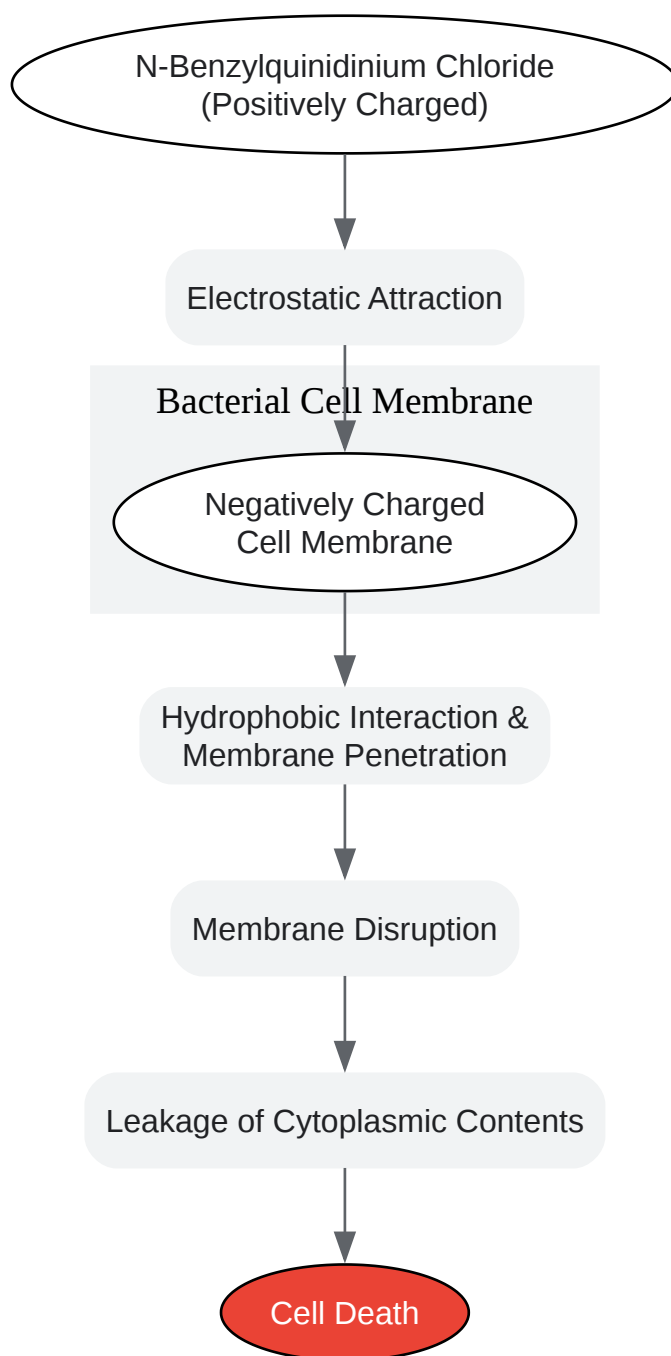 N-Benzylquinidinium Chloride
(Positively Charged)
Electrostatic Attraction
Bacterial Cell Membrane
Negatively Charged
Cell Membrane
Hydrophobic Interaction &
Membrane Penetration
Membrane Disruption
Leakage of Cytoplasmic Contents
Cell Death